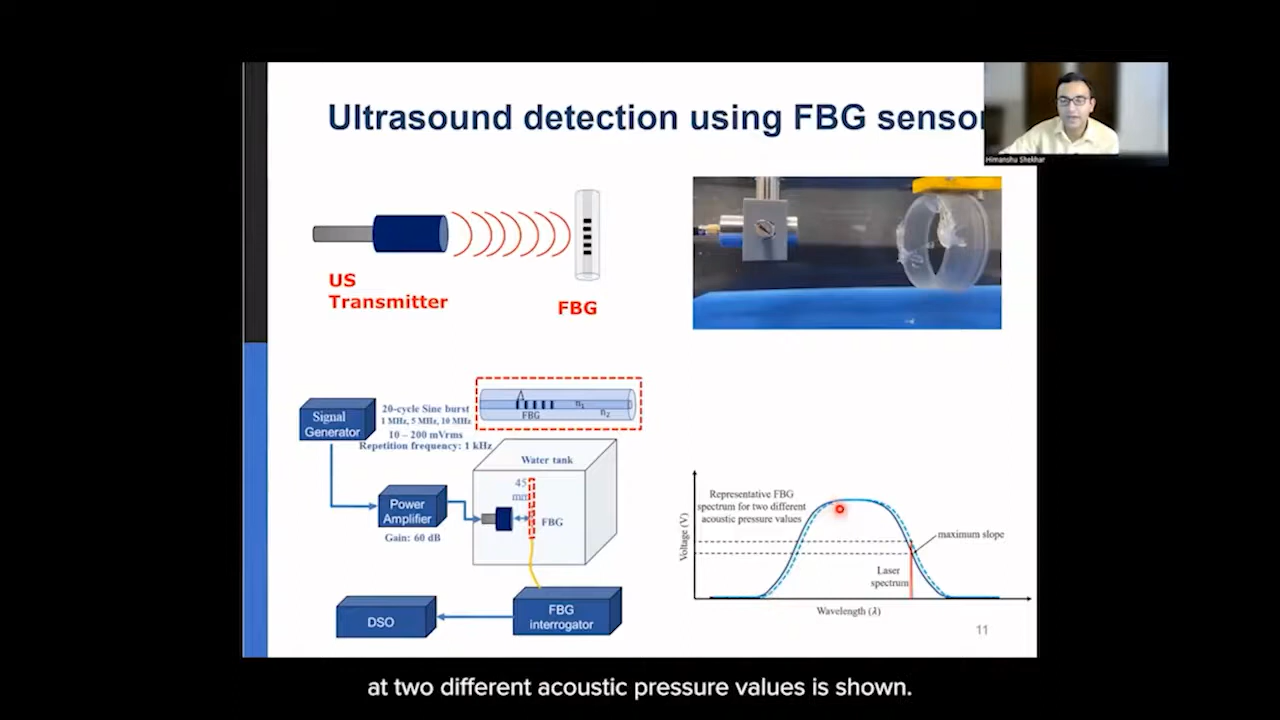 Ultrasound detection using FBG sensor
Himanshu Shekhar
US
Transmitter
FBG
Signal
Generator
20-cycle Sine burst
1 MHz, 5 MHz, 10 MHz
10 – 200 mVrms
Repetition frequency: 1 kHz
Λ
FBG
n1
n2
Power
Amplifier
Gain: 60 dB
Water tank
45
mm
FBG
DSO
FBG
interrogator
Representative FBG
spectrum for two different
acoustic pressure values
Voltage (V)
maximum slope
Laser
spectrum
Wavelength (λ)
11
at two different acoustic pressure values is shown.